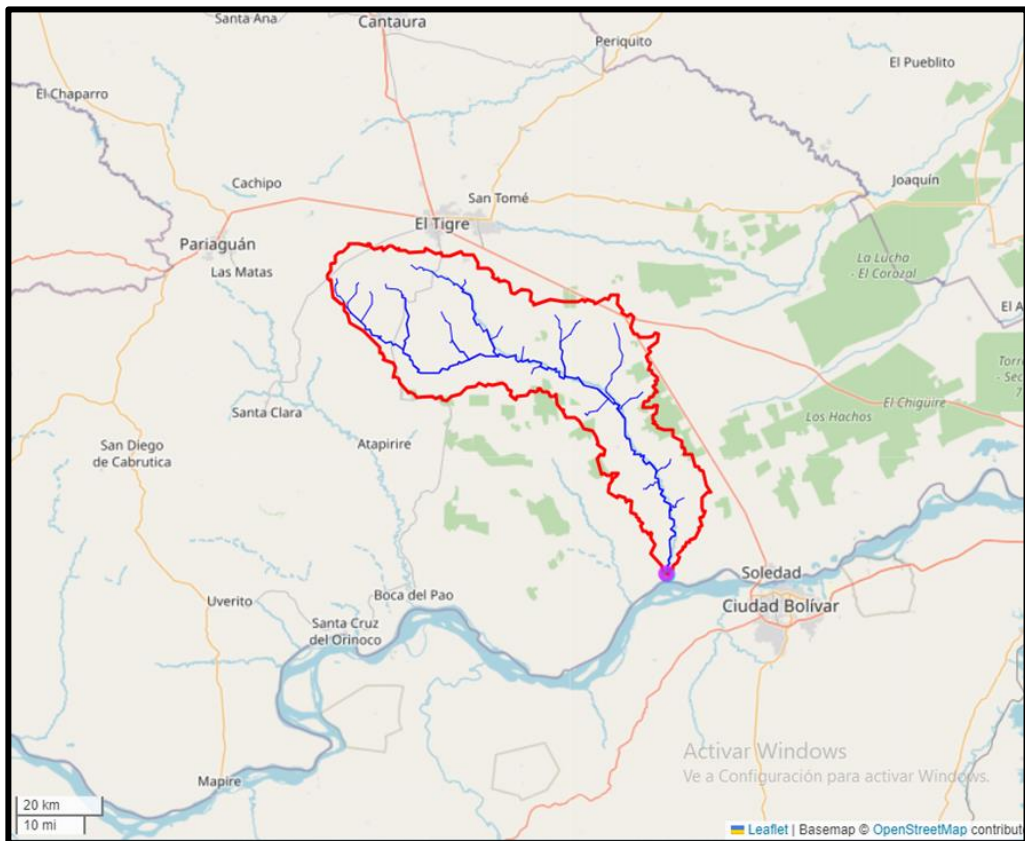 Santa Ana
Cantaura
Periquito
El Pueblito
El Chaparro
Cachipo
San Tomé
Joaquín
El Tigre
Pariaguán
Las Matas
La Lucha
- El Corozal
El A
Torre
- Sec
7
Santa Clara
El Chigüire
Los Hachos
San Diego
de Cabrutica
Atapirire
Soledad
Boca del Pao
Uverito
Ciudad Bolívar
Santa Cruz
del Orinoco
Activar Windows
Ve a Configuración para activar Windows.
Mapire
20 km
10 mi
Leaflet | Basemap © OpenStreetMap contribut